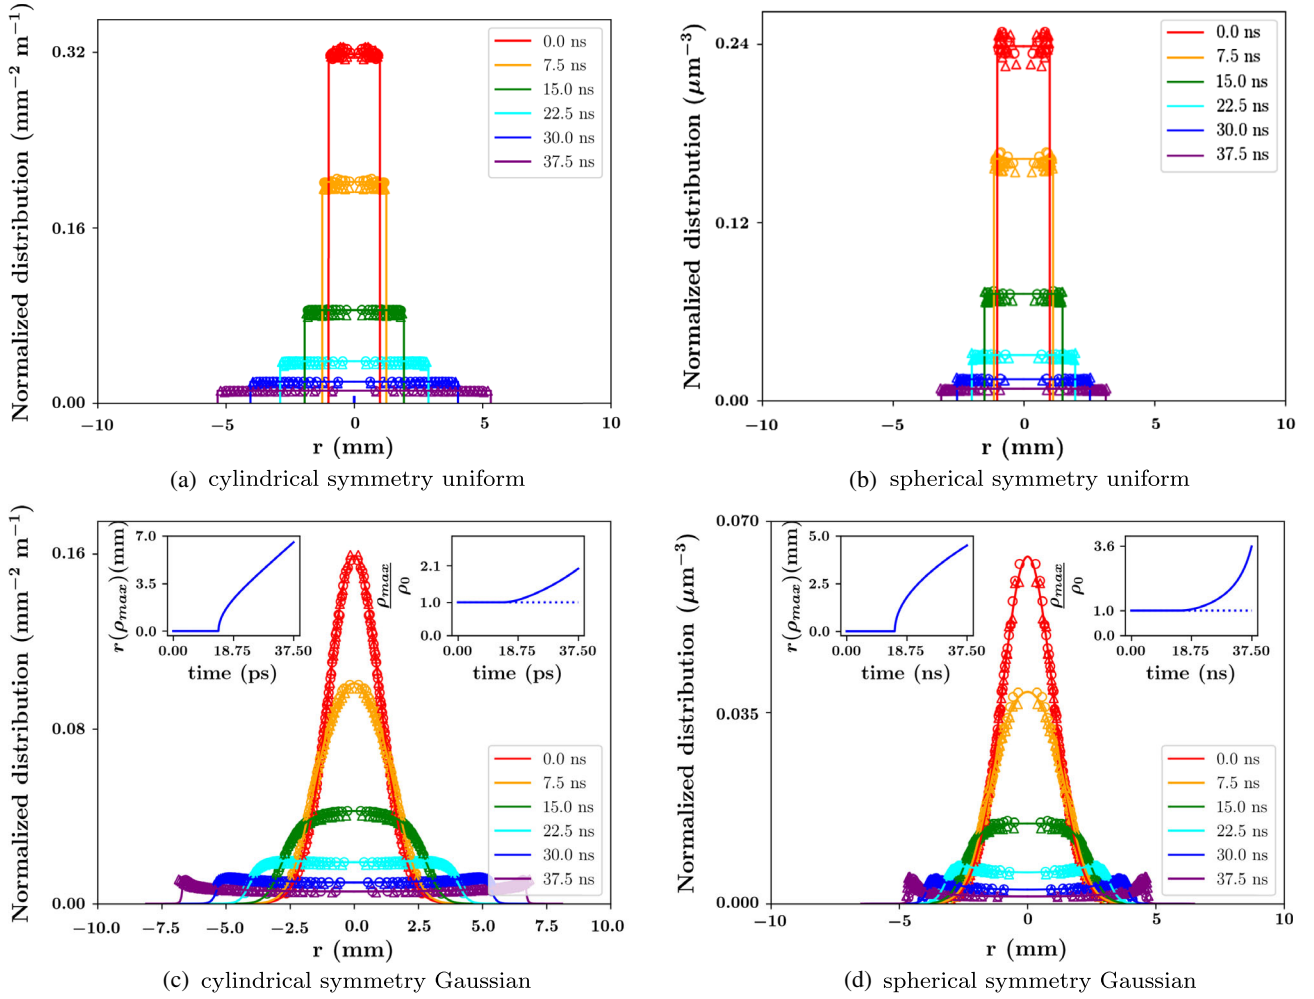 Normalized distribution (mm−2 m−1)
0.32
0.16
0.00
−10
−5
0
5
10
r (mm)
0.0 ns
7.5 ns
15.0 ns
22.5 ns
30.0 ns
37.5 ns
(a) cylindrical symmetry uniform
Normalized distribution (μm−3)
0.24
0.12
0.00
−10
−5
0
5
10
r (mm)
0.0 ns
7.5 ns
15.0 ns
22.5 ns
30.0 ns
37.5 ns
(b) spherical symmetry uniform
Normalized distribution (mm−2 m−1)
0.16
0.08
0.00
−10.0
−7.5
−5.0
−2.5
0.0
2.5
5.0
7.5
10.0
r (mm)
r(ρmax)(mm)
7.0
3.5
0.0
0.00
18.75
37.50
time (ps)
ρmax
ρ0
2.1
1.0
0.0
0.00
18.75
37.50
time (ps)
0.0 ns
7.5 ns
15.0 ns
22.5 ns
30.0 ns
37.5 ns
(c) cylindrical symmetry Gaussian
Normalized distribution (μm−3)
0.070
0.035
0.000
−10
−5
0
5
10
r (mm)
r(ρmax)(mm)
5.0
2.5
0.0
0.00
18.75
37.50
time (ns)
ρmax
ρ0
3.6
1.0
0.0
0.00
18.75
37.50
time (ns)
0.0 ns
7.5 ns
15.0 ns
22.5 ns
30.0 ns
37.5 ns
(d) spherical symmetry Gaussian